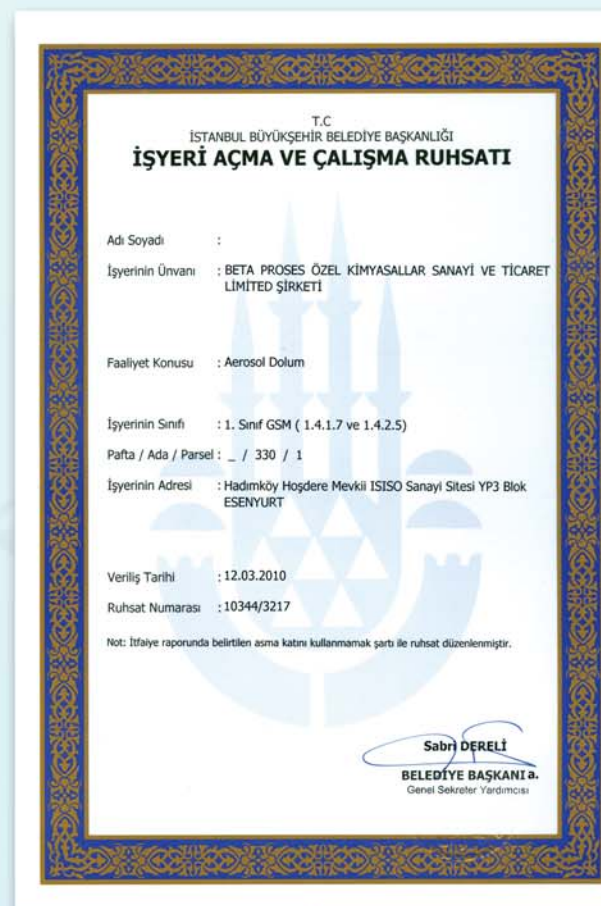 T.C
İSTANBUL BÜYÜKŞEHİR BELEDİYE BAŞKANLIĞI
İŞYERİ AÇMA VE ÇALIŞMA RUHSATI
Adı Soyadı :
İşyerinin Ünvanı : BETA PROSES ÖZEL KİMYASALLAR SANAYİ VE TİCARET
LİMİTED ŞİRKETİ
Faaliyet Konusu : Aerosol Dolum
İşyerinin Sınıfı : 1. Sınıf GSM ( 1.4.1.7 ve 1.4.2.5)
Pafta / Ada / Parsel : _ / 330 / 1
İşyerinin Adresi : Hadımköy Hoşdere Mevkii ISISO Sanayi Sitesi YP3 Blok
ESENYURT
Veriliş Tarihi : 12.03.2010
Ruhsat Numarası : 10344/3217
Not: İtfaiye raporunda belirtilen asma katını kullanmamak şartı ile ruhsat düzenlenmiştir.
Sabri DERELİ
BELEDİYE BAŞKANI a.
Genel Sekreter Yardımcısı